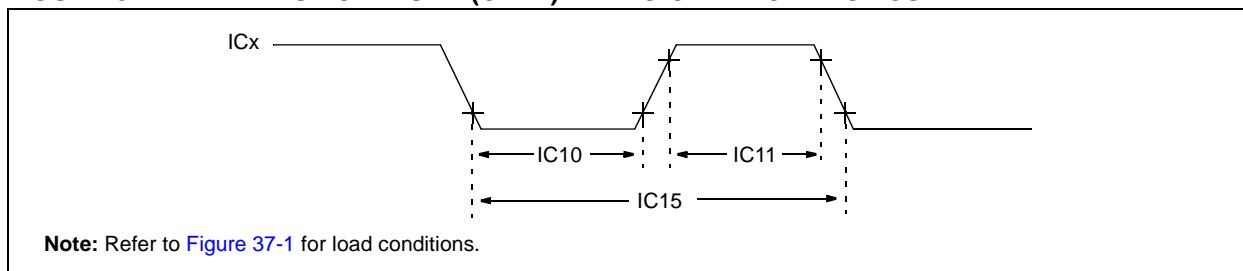 ICx
IC10
IC11
IC15
Note: Refer to Figure 37-1 for load conditions.